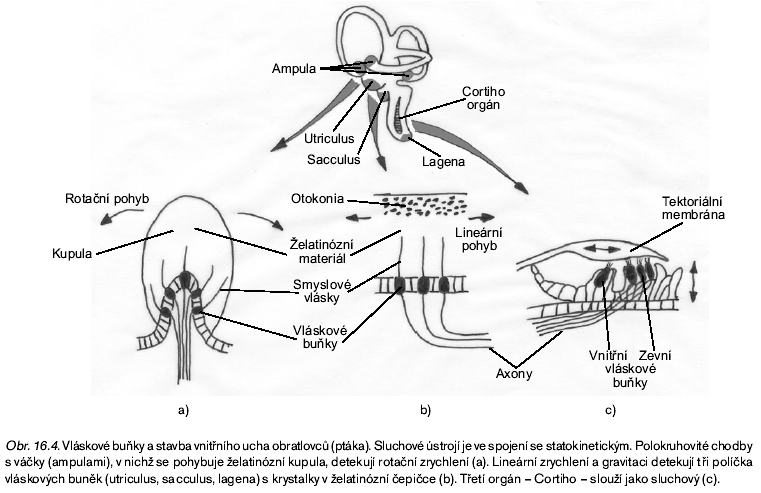 Ampula
Cortiho
orgán
Utriculus
Sacculus
Lagena
Rotační pohyb
Otokonia
Tektoriální
membrána
Kupula
Želatinózní
materiál
Lineární
pohyb
Smyslové
vlásky
Vláskové
buňky
Axony
Vnitřní Zevní
vláskové
buňky
a)
b)
c)
Obr. 16.4. Vláskové buňky a stavba vnitřního ucha obratlovců (ptáka). Sluchové ústrojí je ve spojení se statokinetickým. Polokruhovité chodby
s váčky (ampulami), v nichž se pohybuje želatinózní kupula, detekují rotační zrychlení (a). Lineární zrychlení a gravitaci detekují tři políčka
vláskových buněk (utriculus, sacculus, lagena) s krystalky v želatinózní čepičce (b). Třetí orgán – Cortiho – slouží jako sluchový (c).